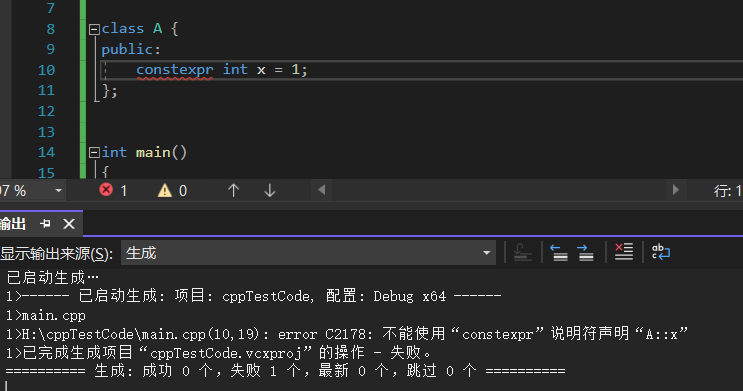 7
8 class A {
9 public:
10 constexpr int x = 1;
11 };
12
13
14 int main()
15 {
97 % 1 0 行: 1
输出
显示输出来源(S): 生成
已启动生成…
1>------ 已启动生成: 项目: cppTestCode, 配置: Debug x64 ------
1>main.cpp
1>H:\cppTestCode\main.cpp(10,19): error C2178: 不能使用“constexpr”说明符声明“A::x”
1>已完成生成项目“cppTestCode.vcxproj”的操作 - 失败。
========== 生成: 成功 0 个，失败 1 个，最新 0 个，跳过 0 个 ==========